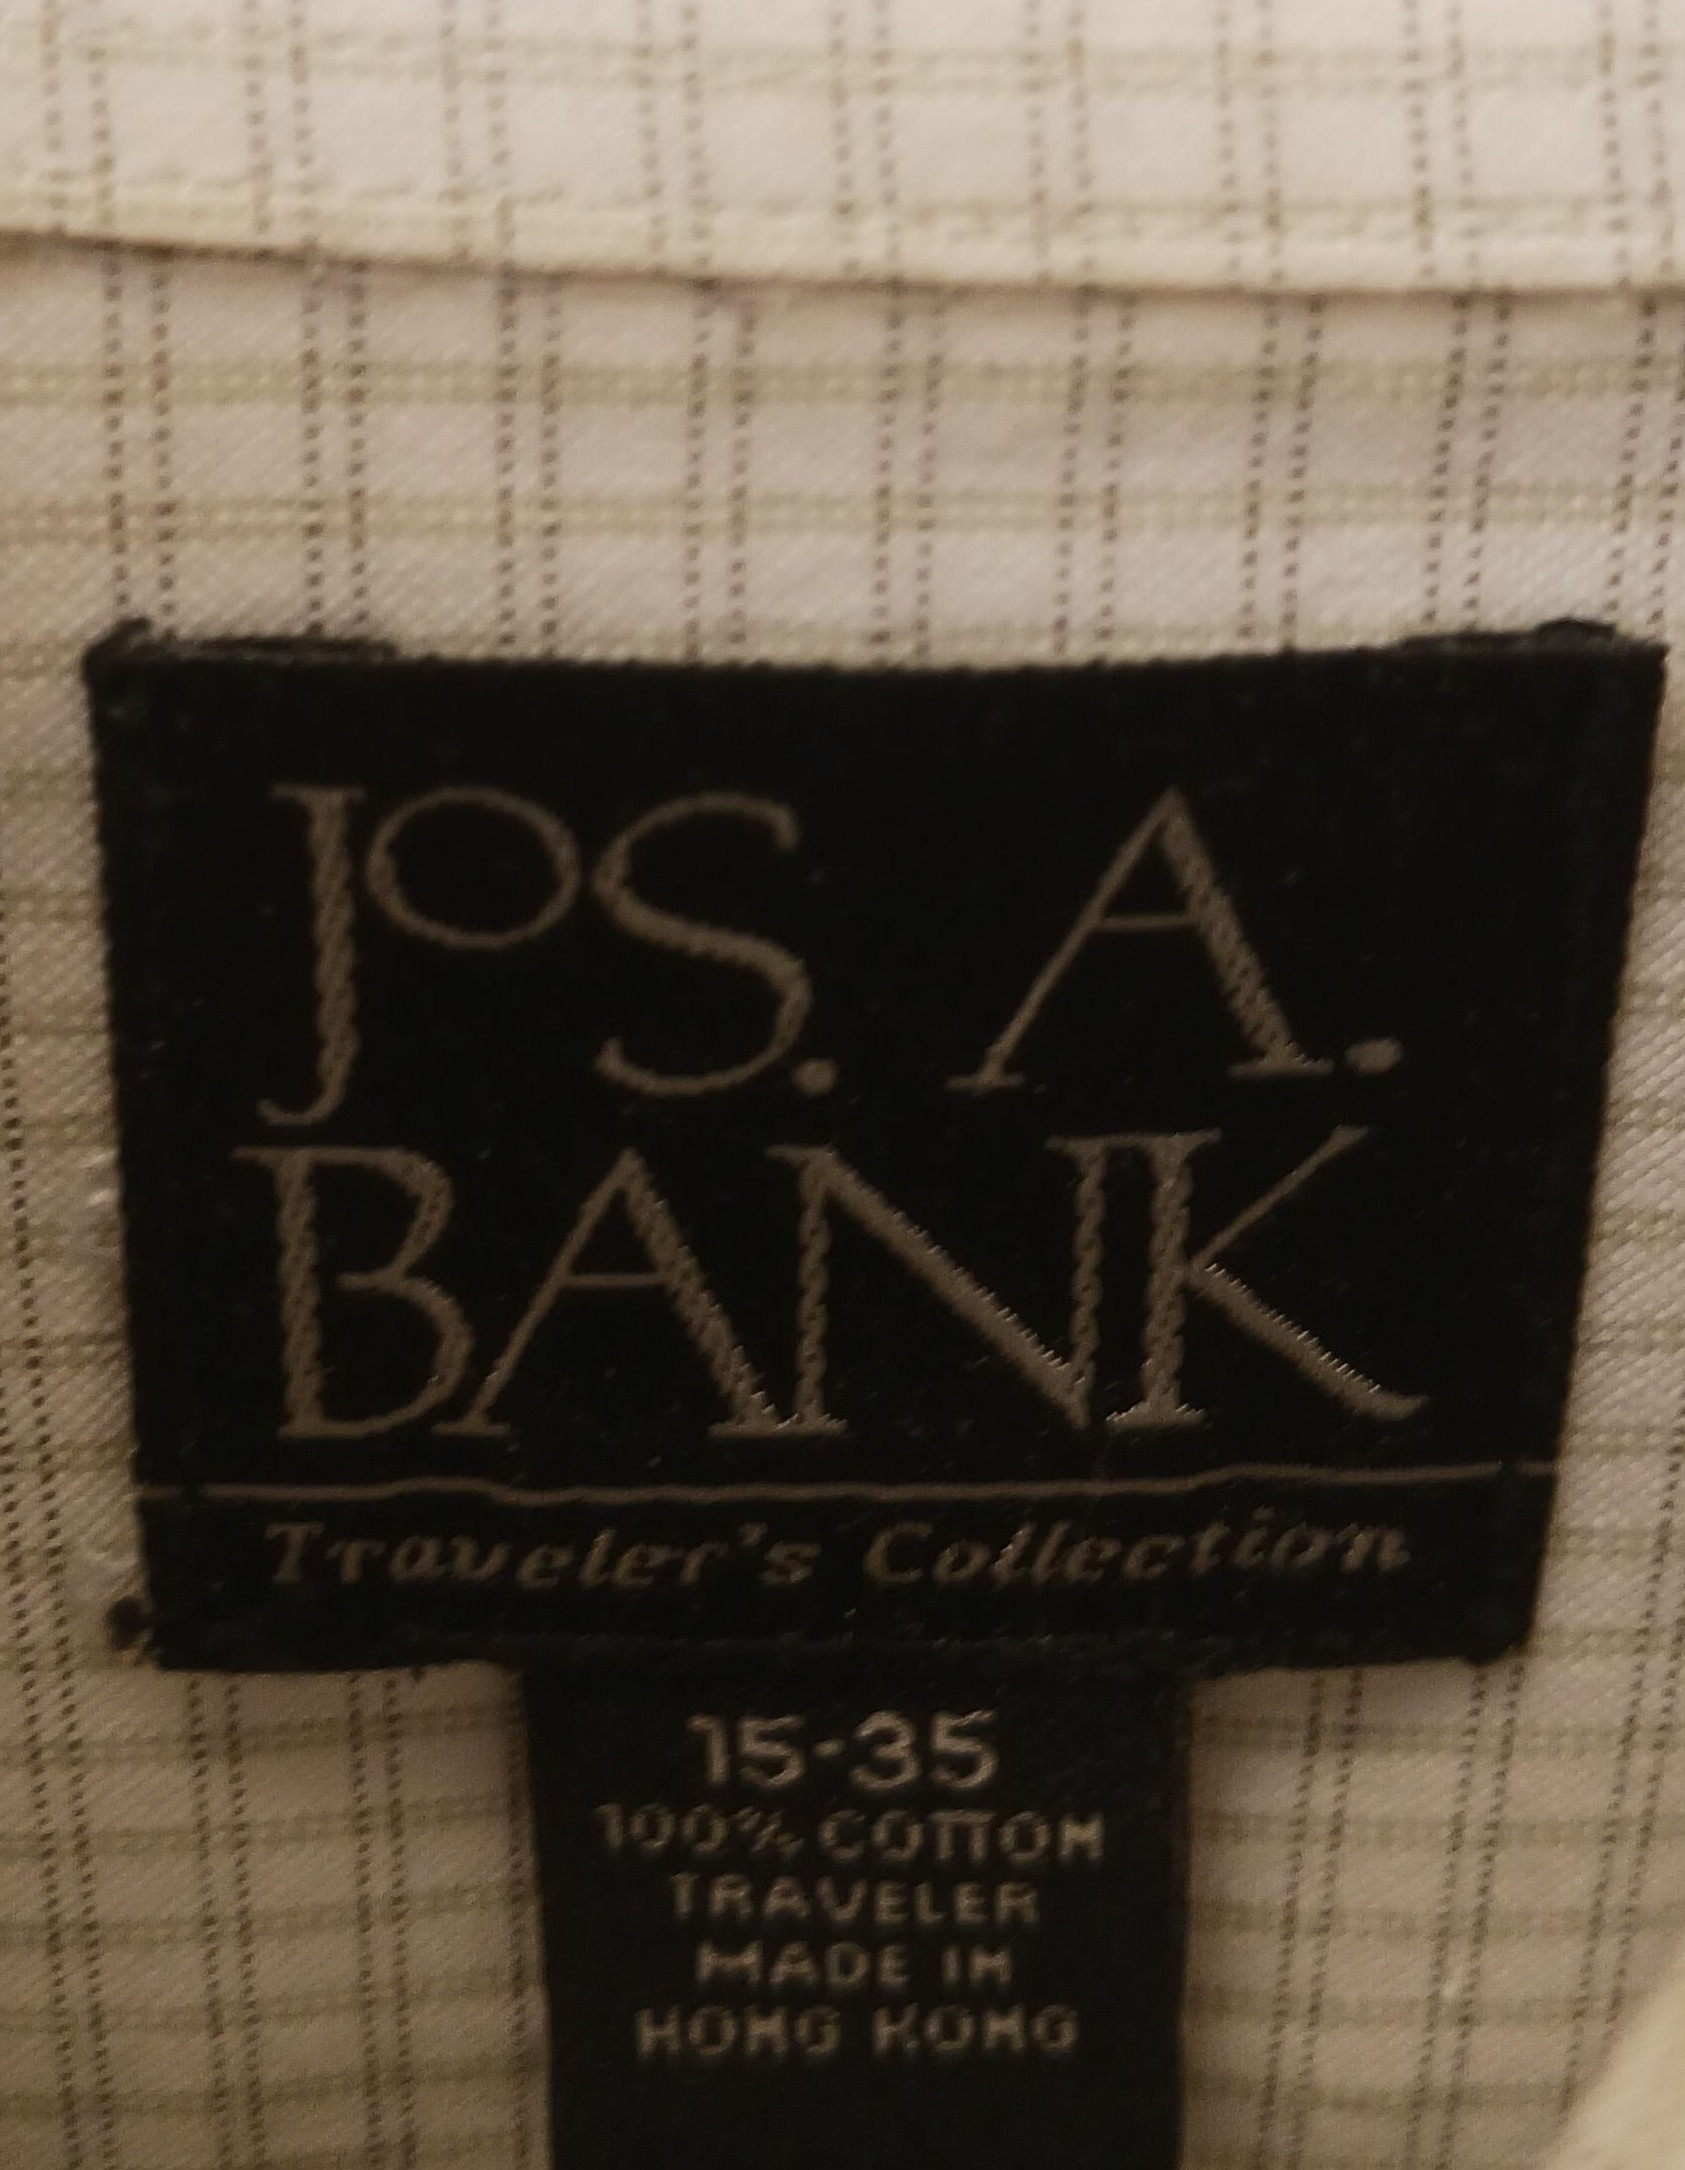 JoS. A.
BANK
Traveler's Collection
15-35
100% COTTON
TRAVELER
MADE IN
HONG KONG